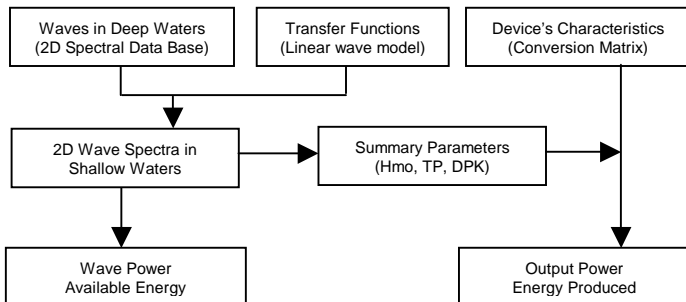 Waves in Deep Waters
(2D Spectral Data Base)
Transfer Functions
(Linear wave model)
Device's Characteristics
(Conversion Matrix)
2D Wave Spectra in
Shallow Waters
Summary Parameters
(Hmo, TP, DPK)
Wave Power
Available Energy
Output Power
Energy Produced